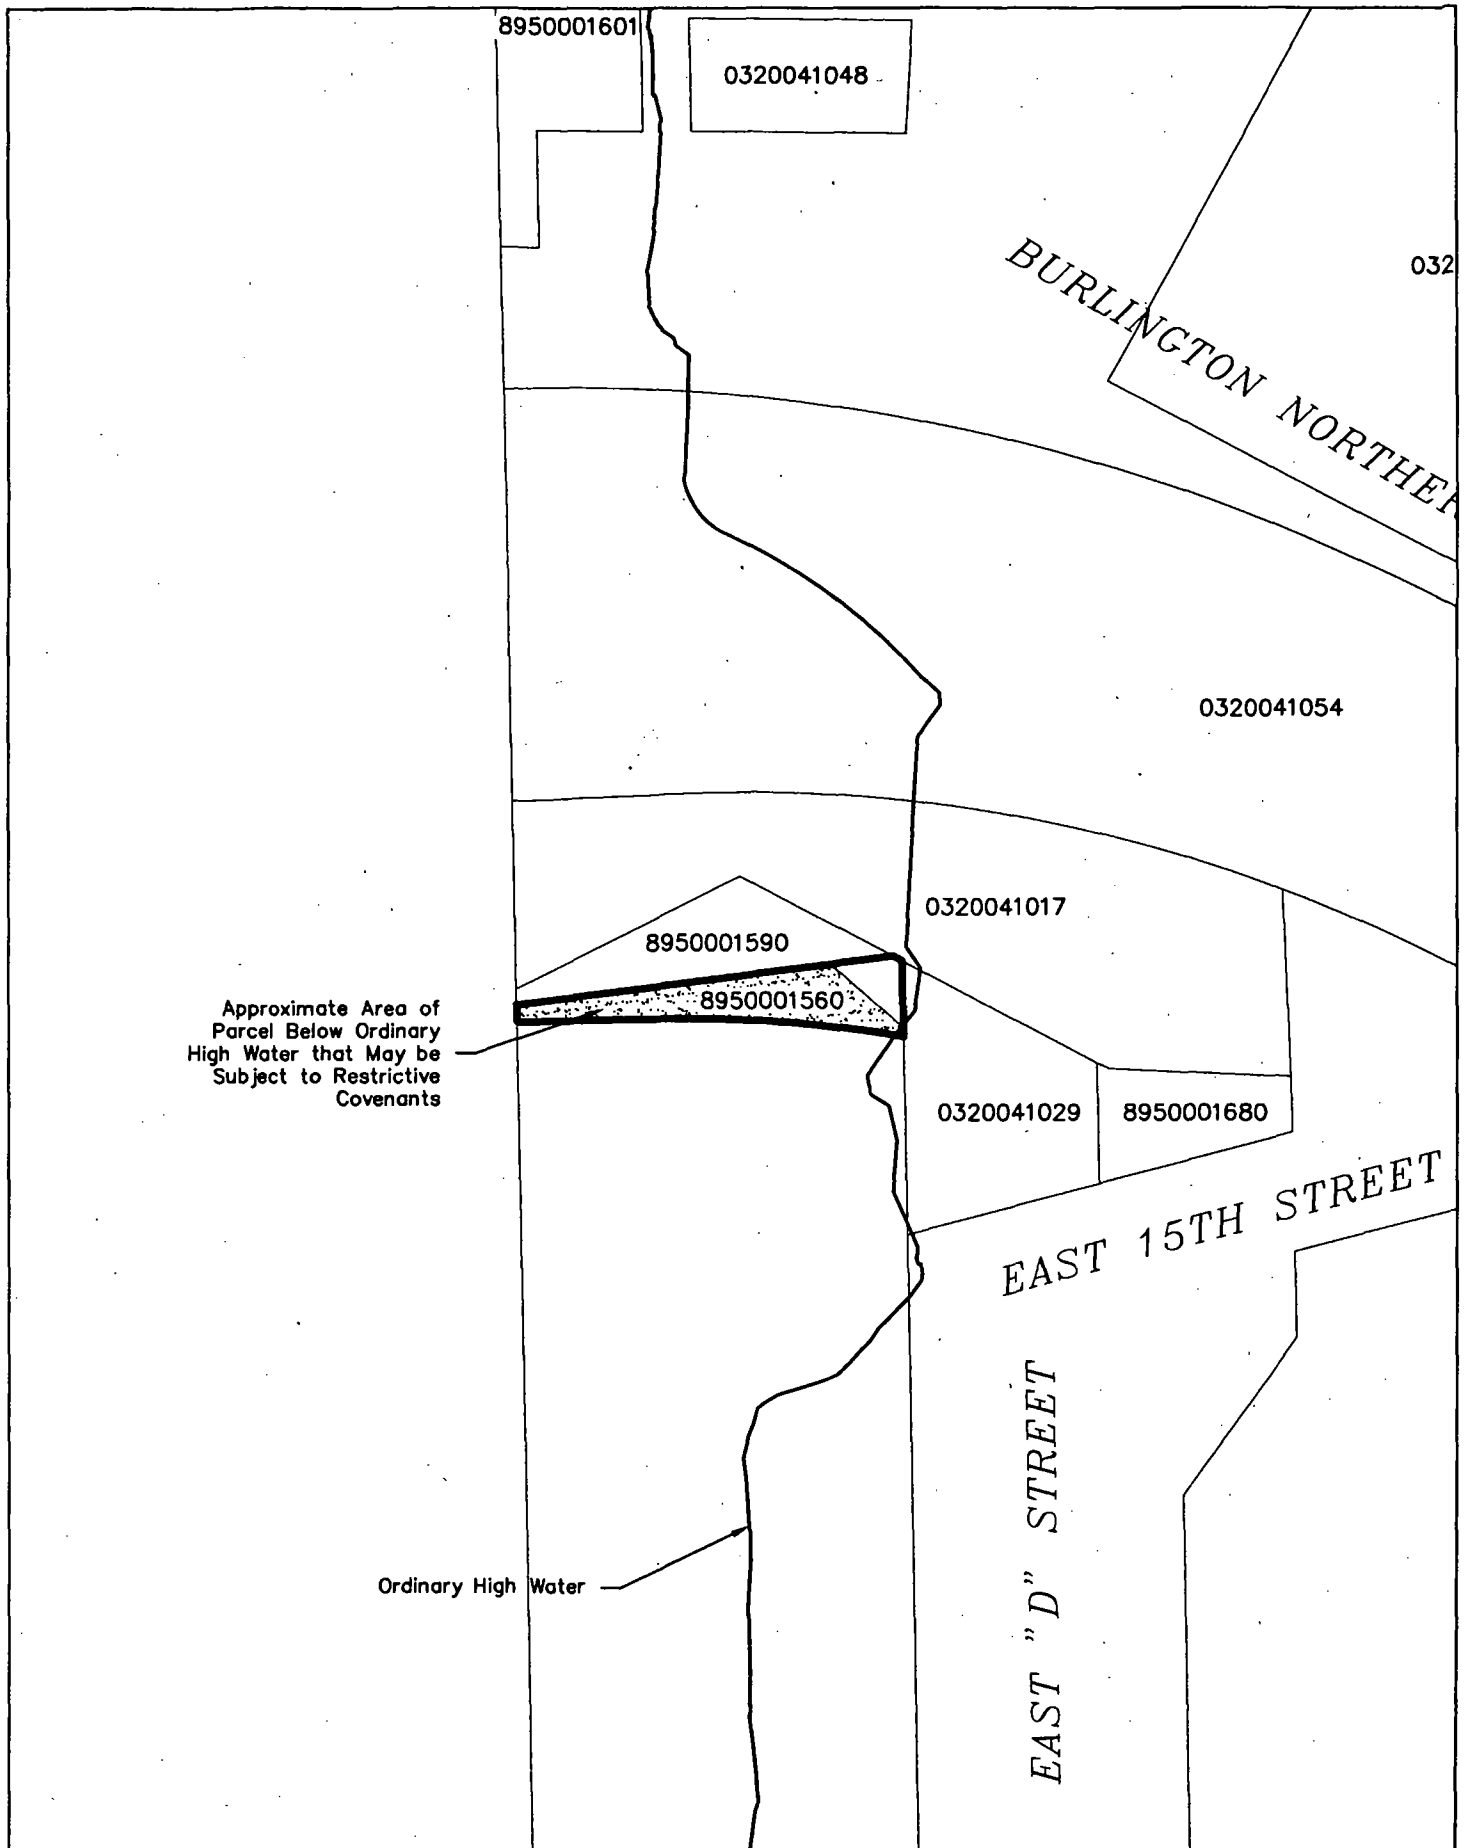 8950001601
0320041048
032
BURLINGTON NORTHER
0320041054
0320041017
8950001590
8950001560
Approximate Area of
Parcel Below Ordinary
High Water that May be
Subject to Restrictive
Covenants
0320041029
8950001680
EAST 15TH STREET
EAST "D" STREET
Ordinary High Water